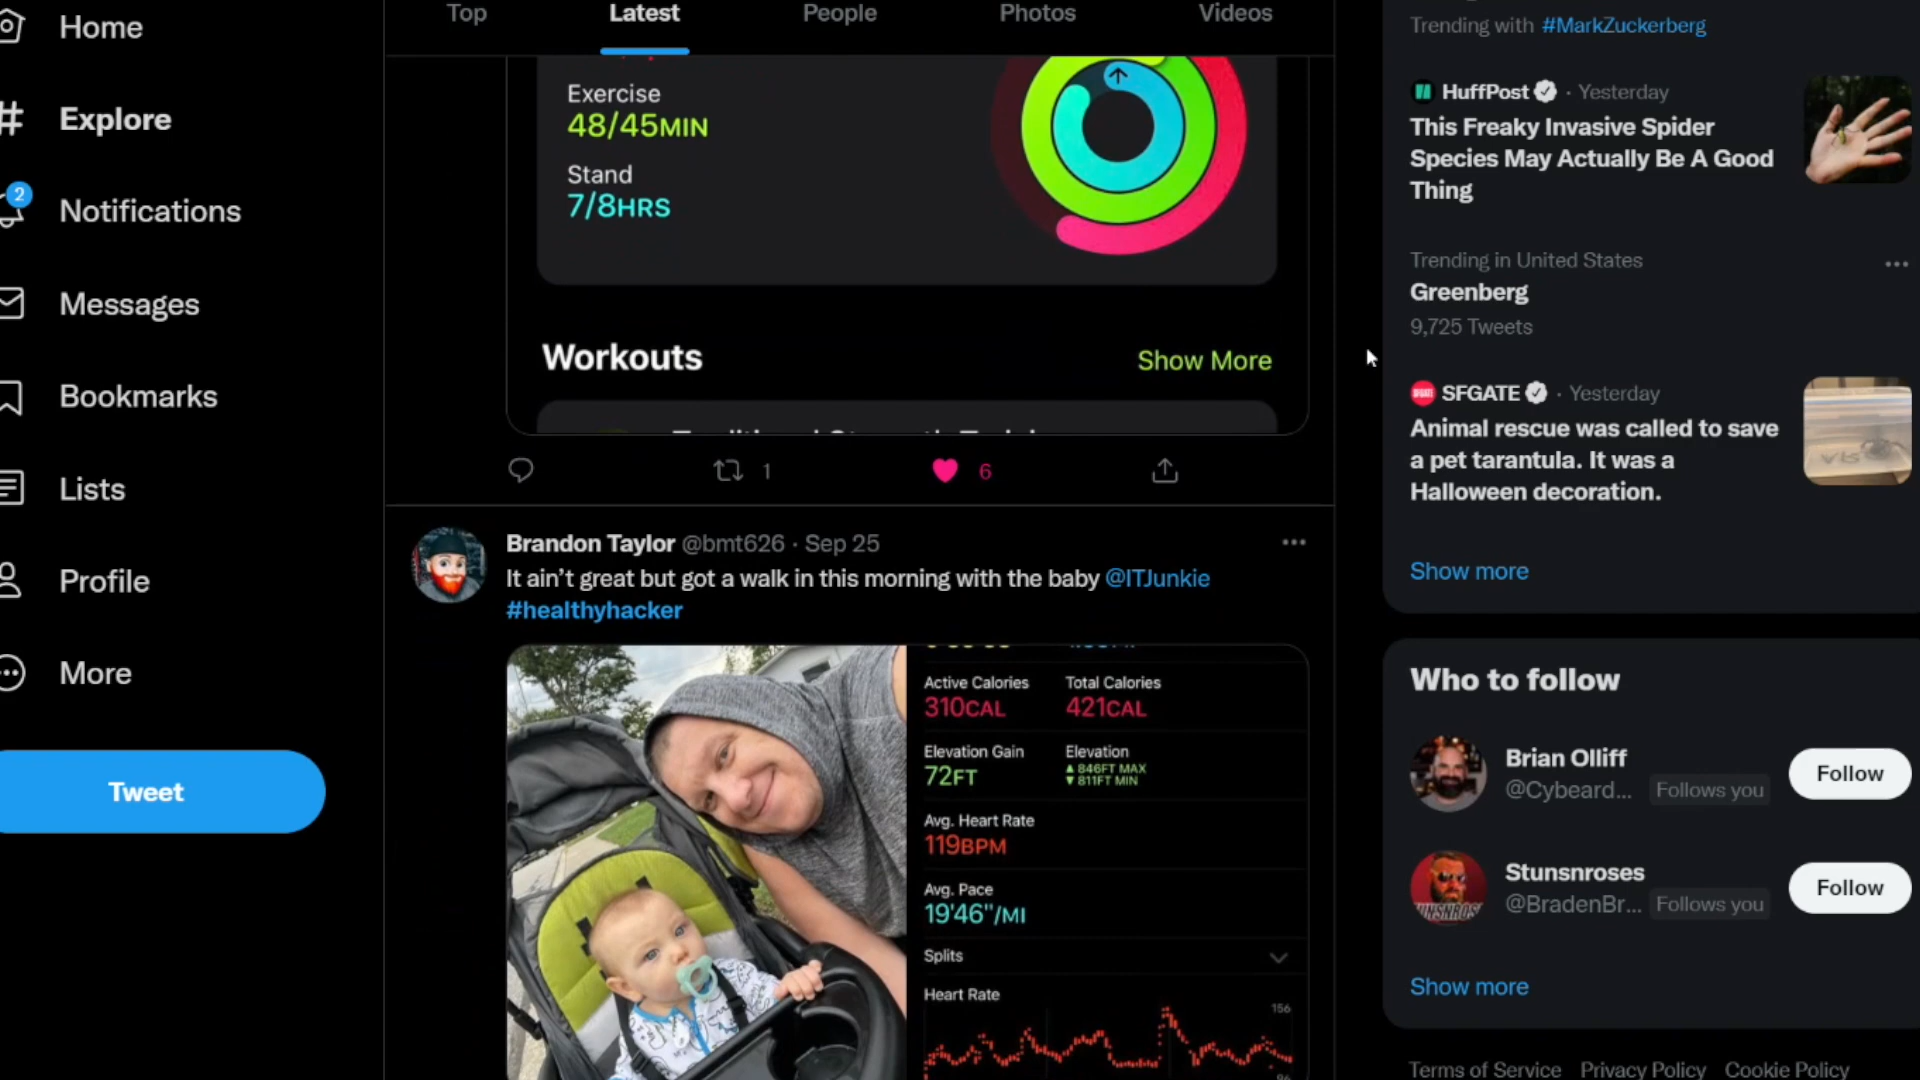 Home
Explore
2
Notifications
Messages
Bookmarks
Lists
Profile
More
Tweet
Top
Latest
People
Photos
Videos
Exercise
48/45MIN
Stand
7/8HRS
Workouts
Show More
1
6
Brandon Taylor @bmt626 · Sep 25
It ain't great but got a walk in this morning with the baby @ITJunkie
#healthyhacker
Active Calories
310CAL
Total Calories
421CAL
Elevation Gain
72FT
Elevation
▲ 846FT MAX
▼ 811FT MIN
Avg. Heart Rate
119BPM
Avg. Pace
19'46"/MI
Splits
Heart Rate
156
Trending with #MarkZuckerberg
HuffPost · Yesterday
This Freaky Invasive Spider
Species May Actually Be A Good
Thing
Trending in United States
Greenberg
9,725 Tweets
SFGATE · Yesterday
Animal rescue was called to save
a pet tarantula. It was a
Halloween decoration.
Show more
Who to follow
Brian Olliff
@Cybeard... Follows you
Follow
Stunsnroses
@BradenBr... Follows you
Follow
Show more
Terms of Service Privacy Policy Cookie Policy